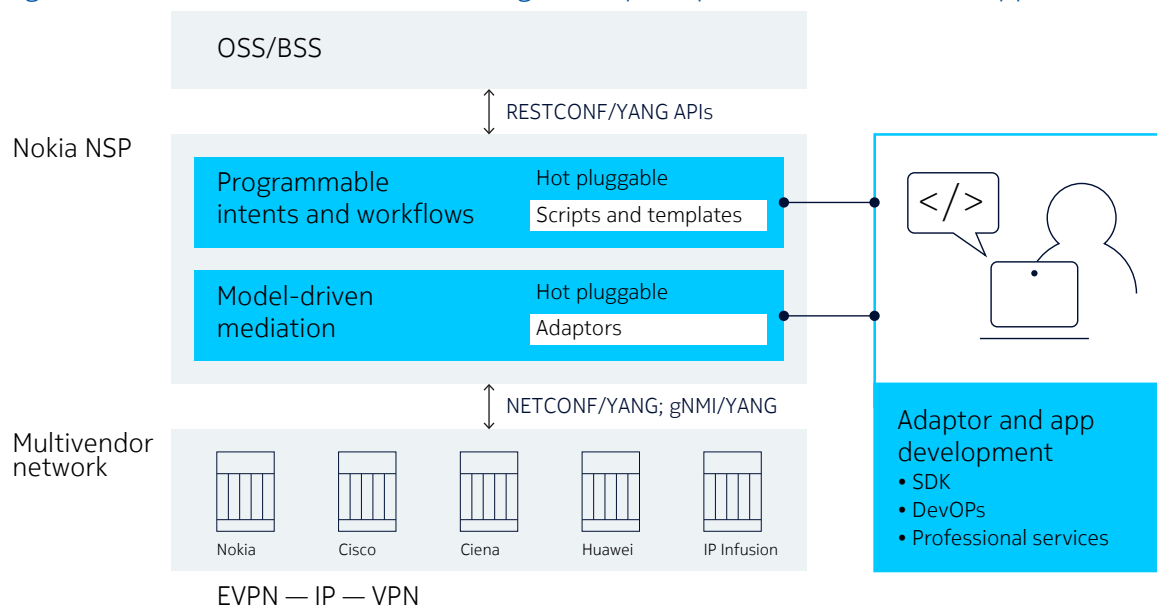 OSS/BSS
RESTCONF/YANG APIs
Nokia NSP
Programmable
intents and workflows
Hot pluggable
Scripts and templates
</>
Model-driven
mediation
Hot pluggable
Adaptors
NETCONF/YANG; gNMI/YANG
Adaptor and app
development
• SDK
• DevOPs
• Professional services
Multivendor
network
Nokia
Cisco
Ciena
Huawei
IP Infusion
EVPN — IP — VPN